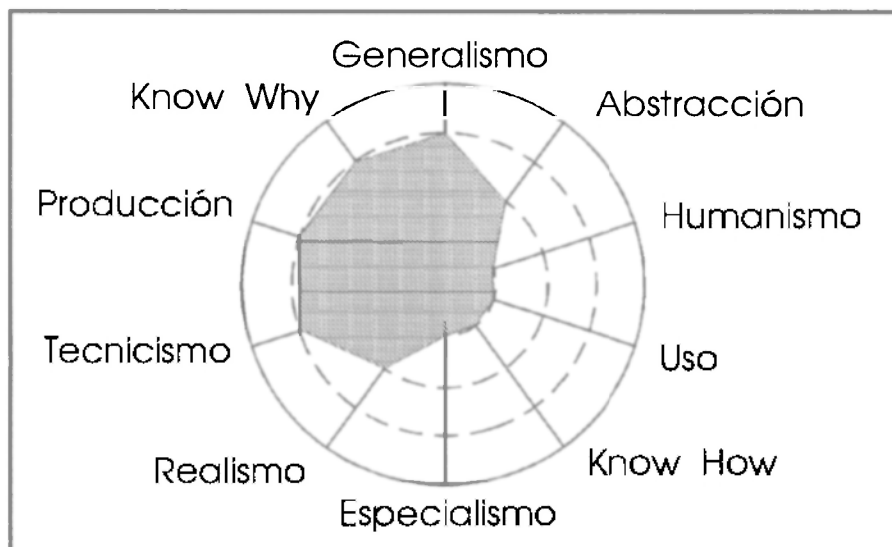 Generalismo
Know Why
Abstracción
Producción
Humanismo
Tecnicismo
Uso
Realismo
Know How
Especialismo